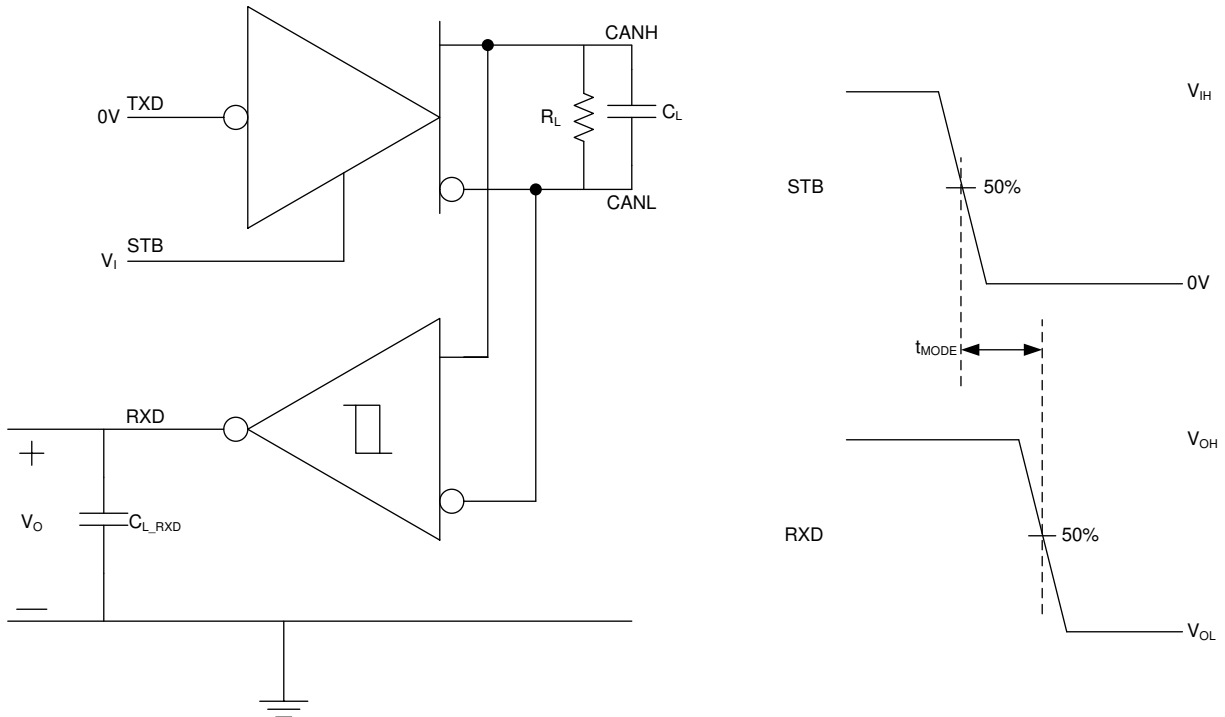 CANH
TXD
0V
R_L
C_L
CANL
STB
V_I
RXD
+
V_O
C_L_RXD
—
V_IH
STB
50%
0V
t_MODE
V_OH
RXD
50%
V_OL